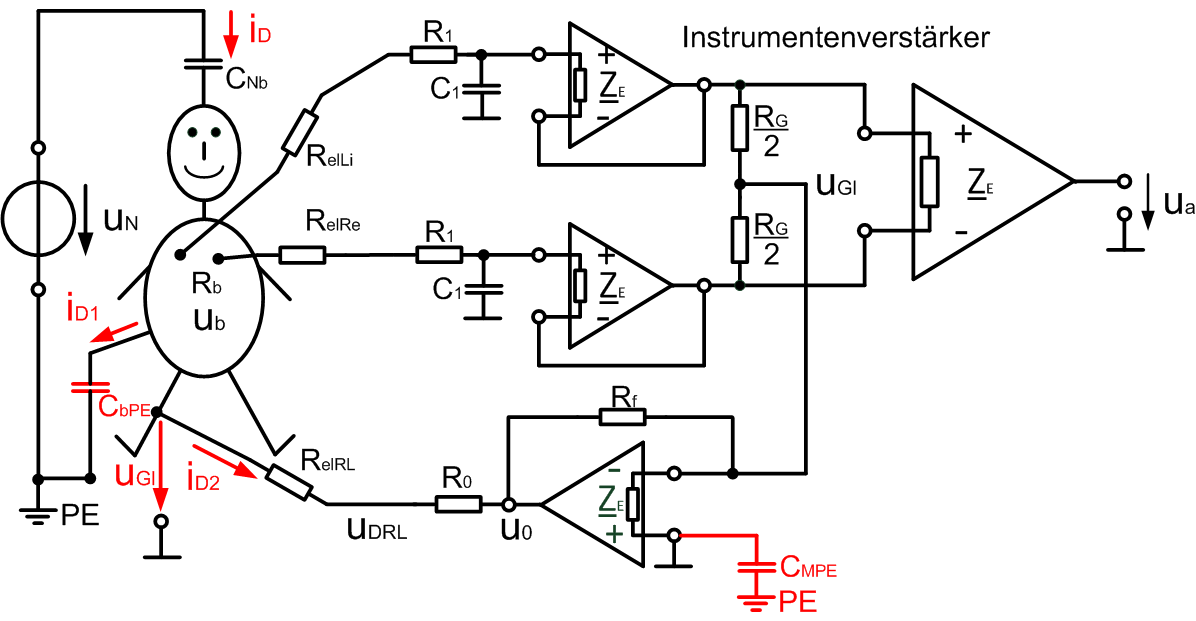 iD
CNb
R1
Instrumentenverstärker
C1
+
ZE
-
RG
2
RelLi
uGl
+
ZE
-
ua
uN
RelRe
R1
C1
+
ZE
-
RG
2
Rb
ub
iD1
CbPE
uGl
iD2
RelRL
R0
uDRL
u0
Rf
-
ZE
+
PE
CMPE
PE